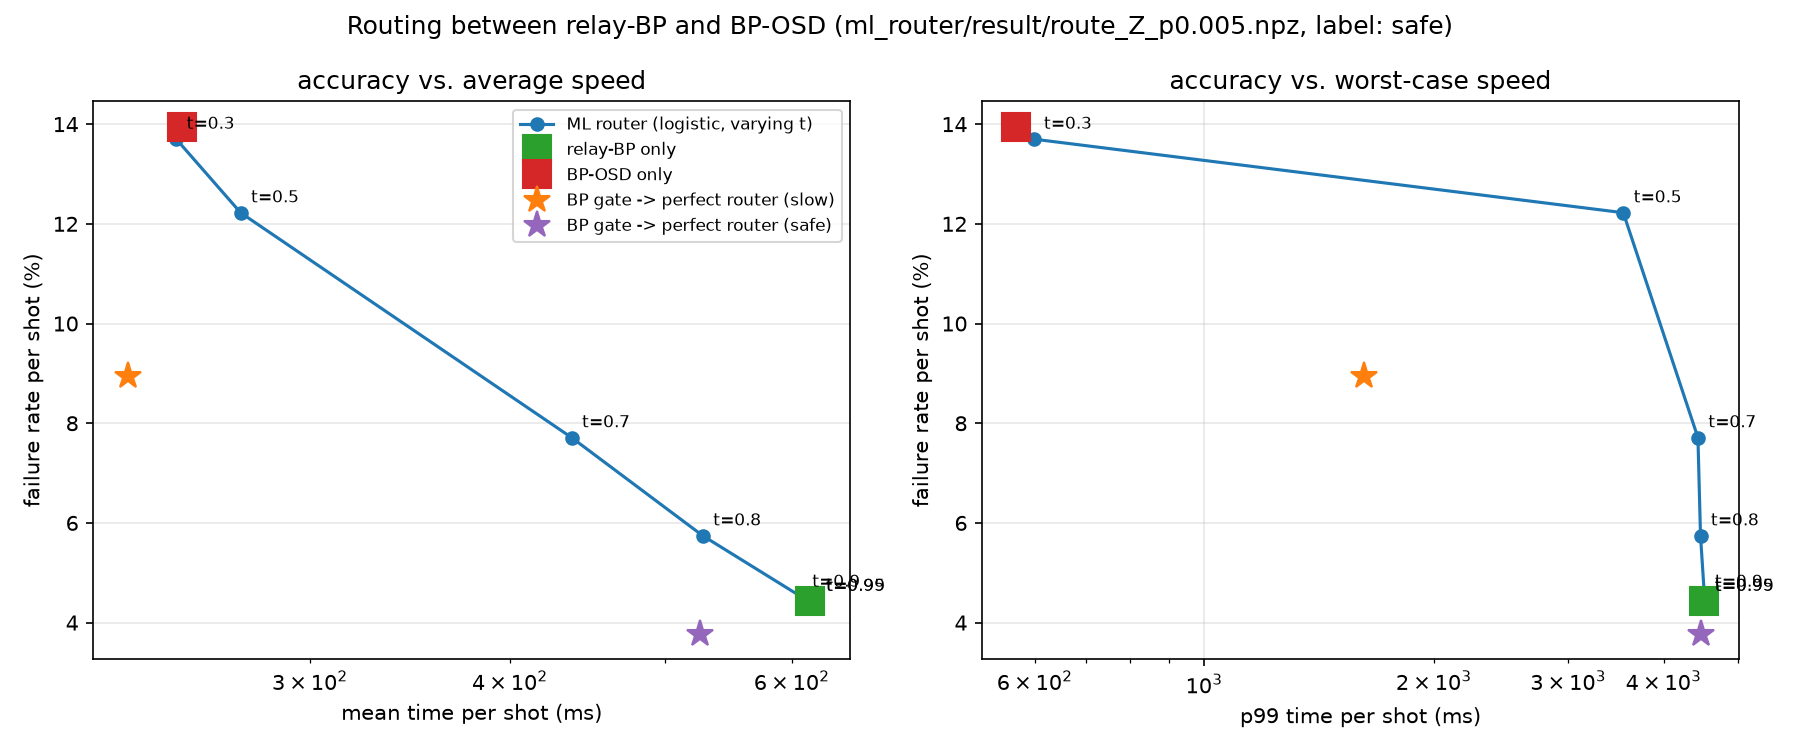 Routing between relay-BP and BP-OSD (ml_router/result/route_Z_p0.005.npz, label: safe)
accuracy vs. average speed
failure rate per shot (%)
14
12
10
8
6
4
t=0.3
t=0.5
t=0.7
t=0.8
t=0.9
t=0.99
ML router (logistic, varying t)
relay-BP only
BP-OSD only
BP gate -> perfect router (slow)
BP gate -> perfect router (safe)
3 × 10²
4 × 10²
6 × 10²
mean time per shot (ms)
accuracy vs. worst-case speed
failure rate per shot (%)
14
12
10
8
6
4
t=0.3
t=0.5
t=0.7
t=0.8
t=0.99
6 × 10²
10³
2 × 10³
3 × 10³
4 × 10³
p99 time per shot (ms)